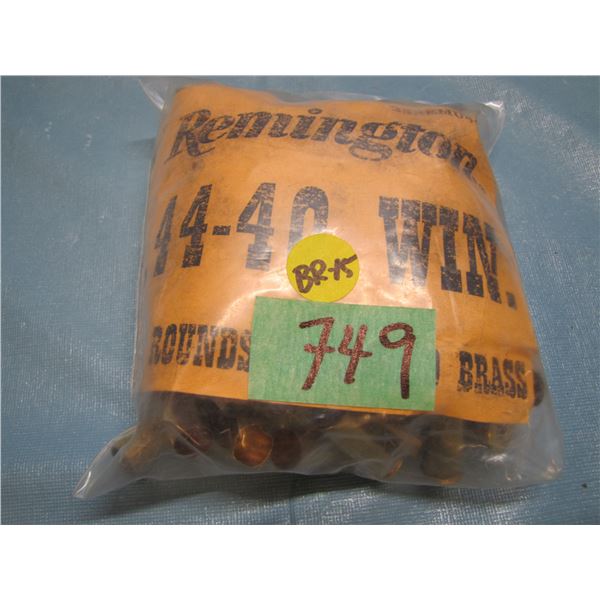 Remington
.44-40 WIN.
BR-15
749
ROUNDS
BRASS